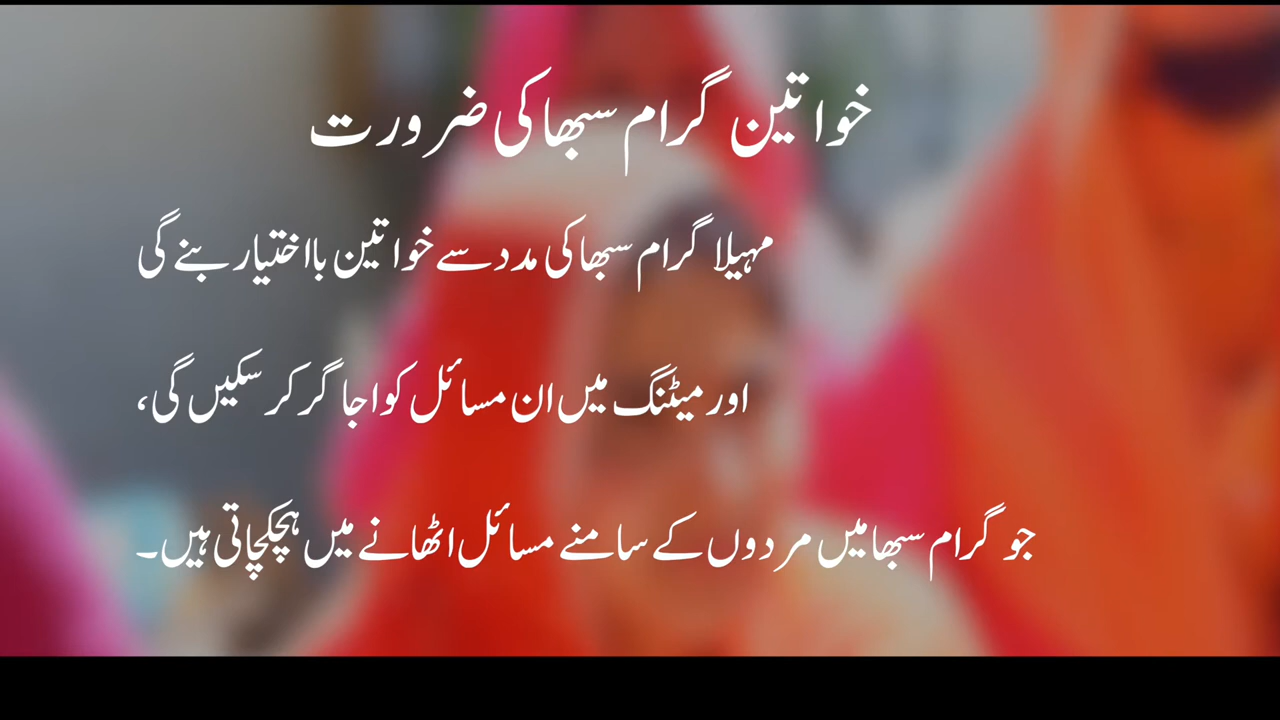 خواتین گرام سبھا کی ضرورت
مہیلا گرام سبھا کی مدد سے خواتین بااختیار بنے گی
اور میٹنگ میں ان مسائل کو اجاگر کر سکیں گی،
جو گرام سبھا میں مردوں کے سامنے مسائل اٹھانے میں ہچکچاتی ہیں۔